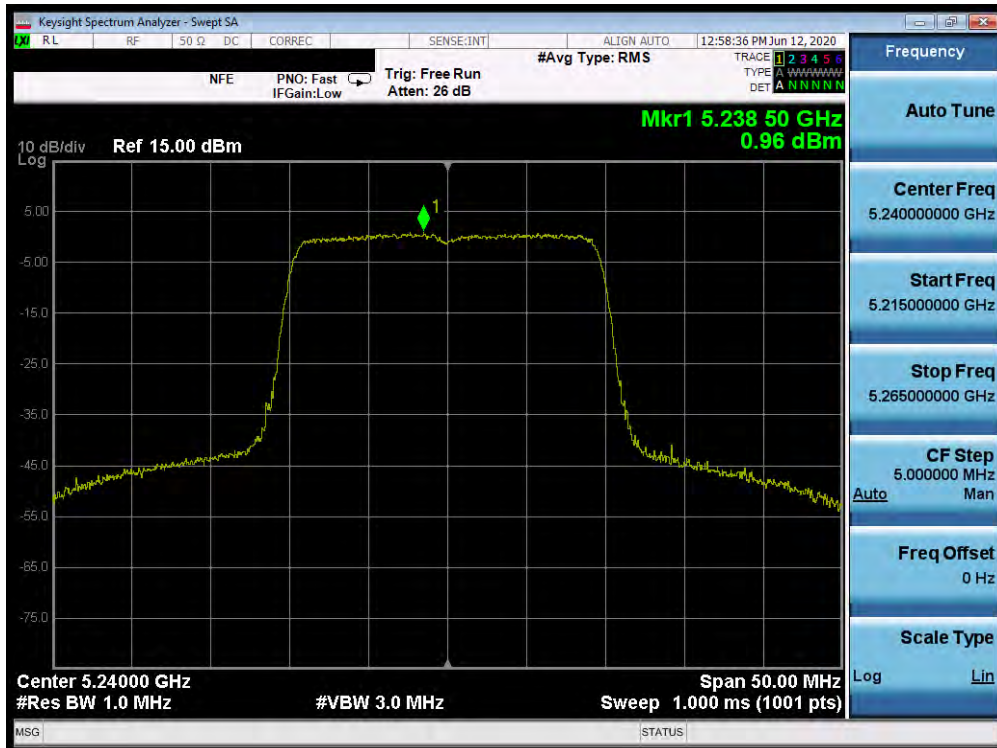 Keysight Spectrum Analyzer - Swept SA
LXI RL RF 50 Ω DC CORREC SENSE:INT ALIGN AUTO 12:58:36 PM Jun 12, 2020
#Avg Type: RMS TRACE 1 2 3 4 5 6
NFE PNO: Fast Trig: Free Run TYPE A WWWWW
IFGain:Low Atten: 26 dB DET A N N N N N
Mkr1 5.238 50 GHz
0.96 dBm
10 dB/div Ref 15.00 dBm
Log
1
5.00
-5.00
-15.0
-25.0
-35.0
-45.0
-55.0
-65.0
-75.0
Center 5.24000 GHz Span 50.00 MHz
#Res BW 1.0 MHz #VBW 3.0 MHz Sweep 1.000 ms (1001 pts)
MSG STATUS
Frequency
Auto Tune
Center Freq
5.240000000 GHz
Start Freq
5.215000000 GHz
Stop Freq
5.265000000 GHz
CF Step
5.000000 MHz
Auto Man
Freq Offset
0 Hz
Scale Type
Log Lin